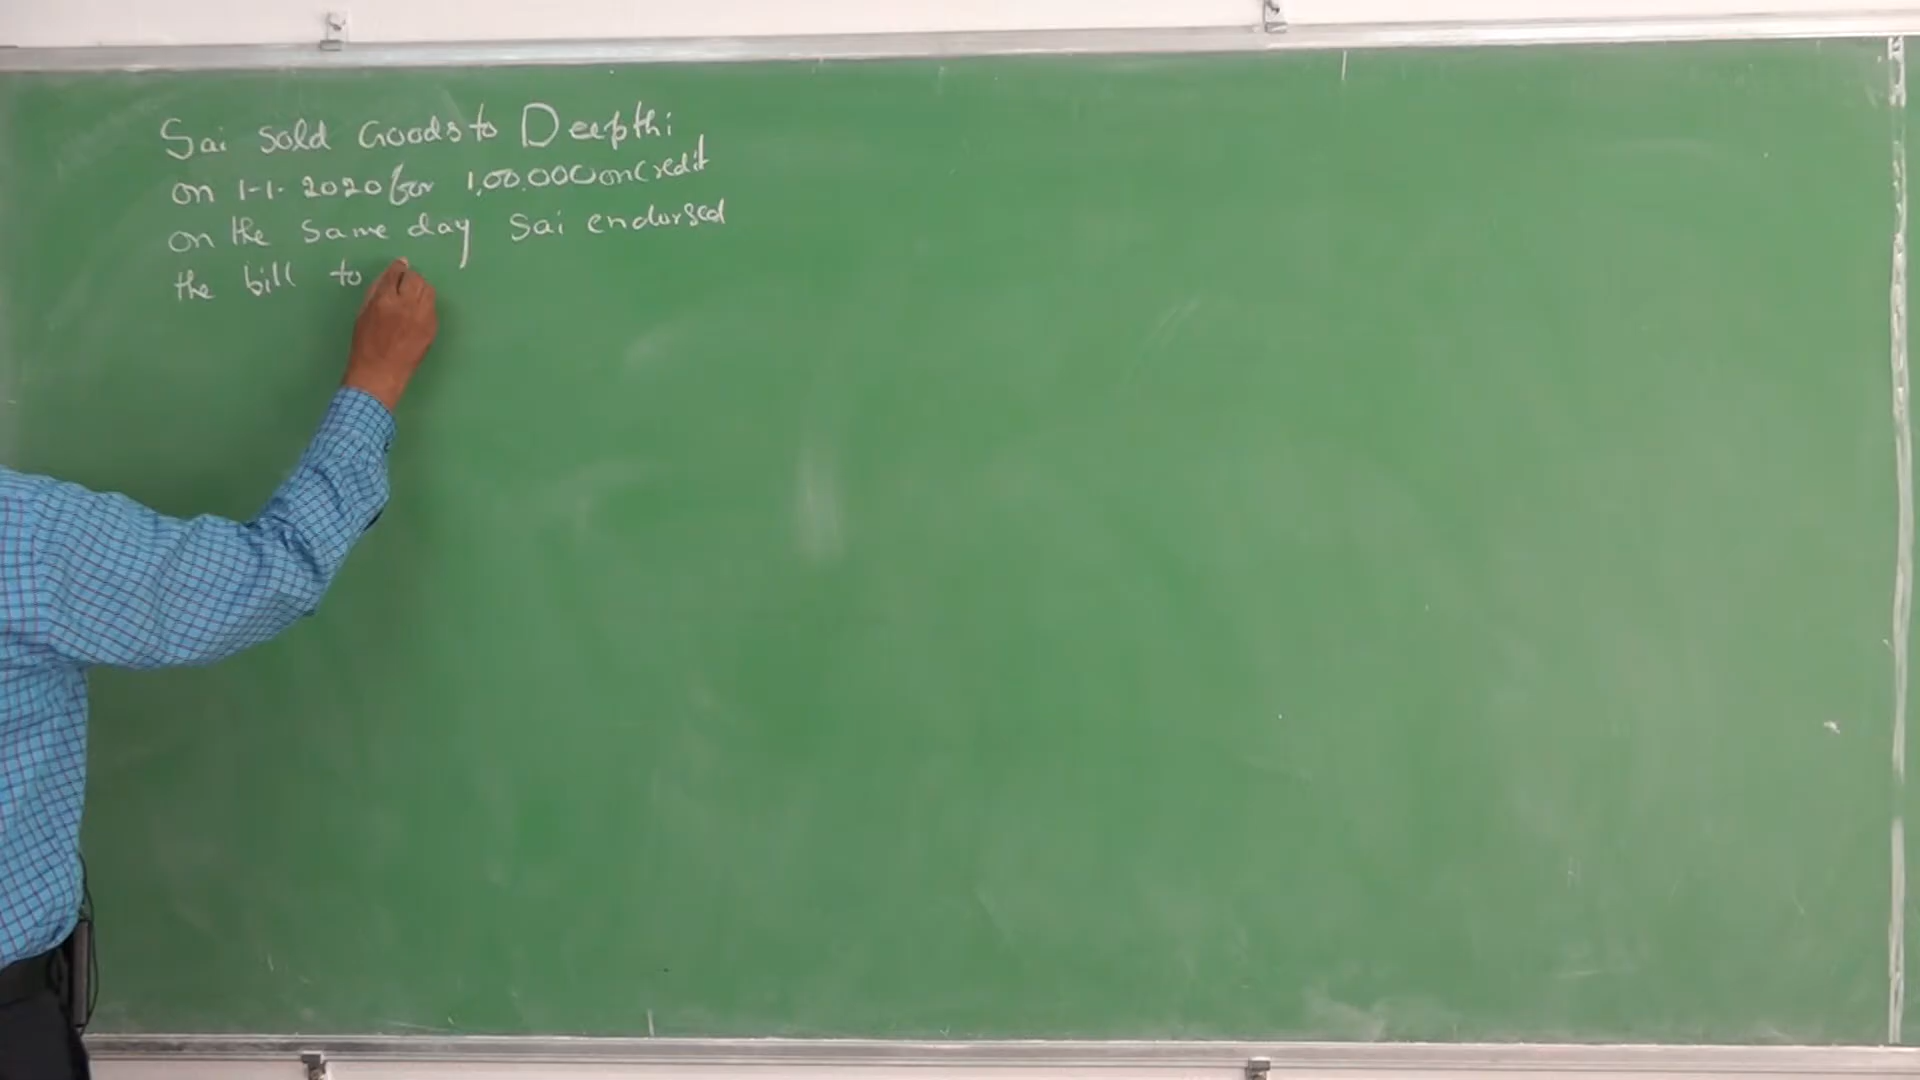 Sai sold Goods to Deepthi
on 1-1-2020 for 1,00,000 on Credit
on the same day Sai endorsed
the bill to